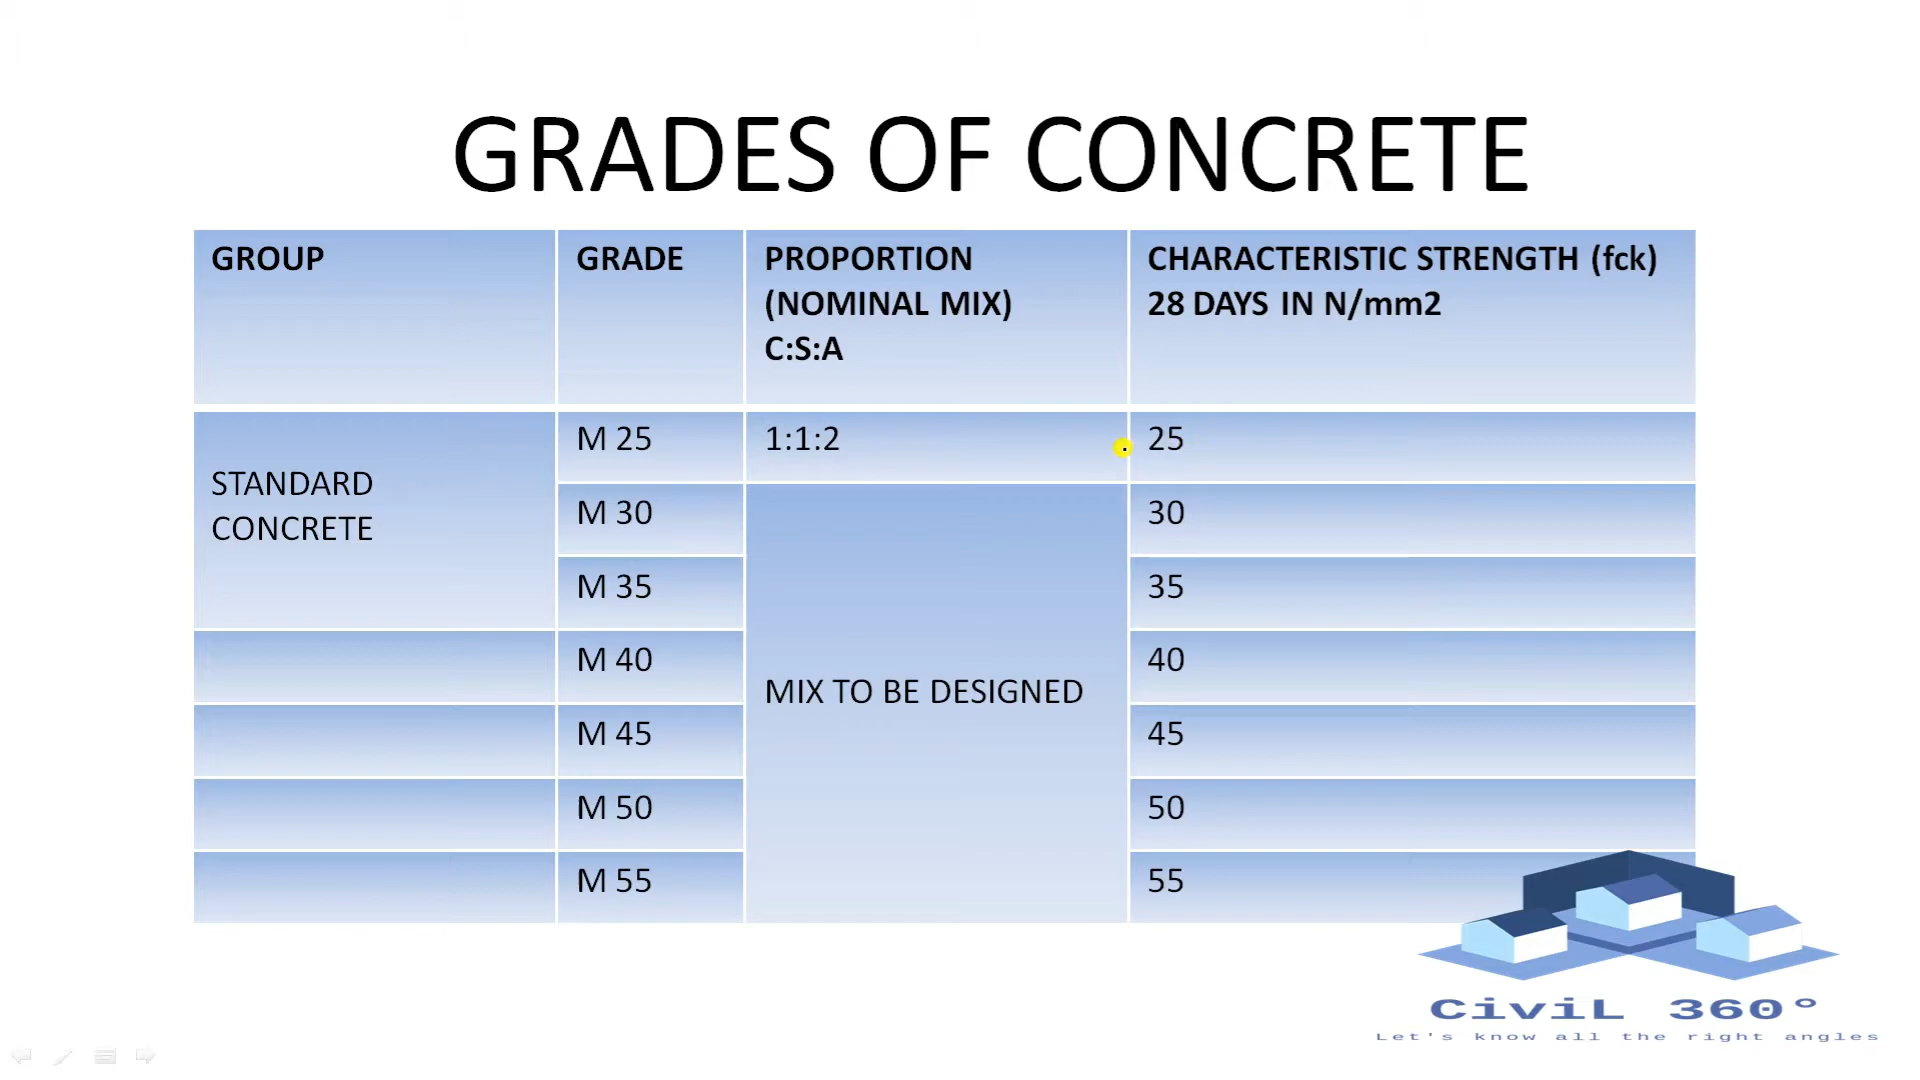 GRADES OF CONCRETE
GROUP
GRADE
PROPORTION
(NOMINAL MIX)
C:S:A
CHARACTERISTIC STRENGTH (fck)
28 DAYS IN N/mm2
STANDARD
CONCRETE
M 25
1:1:2
25
M 30
MIX TO BE DESIGNED
30
M 35
35
M 40
40
M 45
45
M 50
50
M 55
55
CiviL 360°
Let's know all the right angles